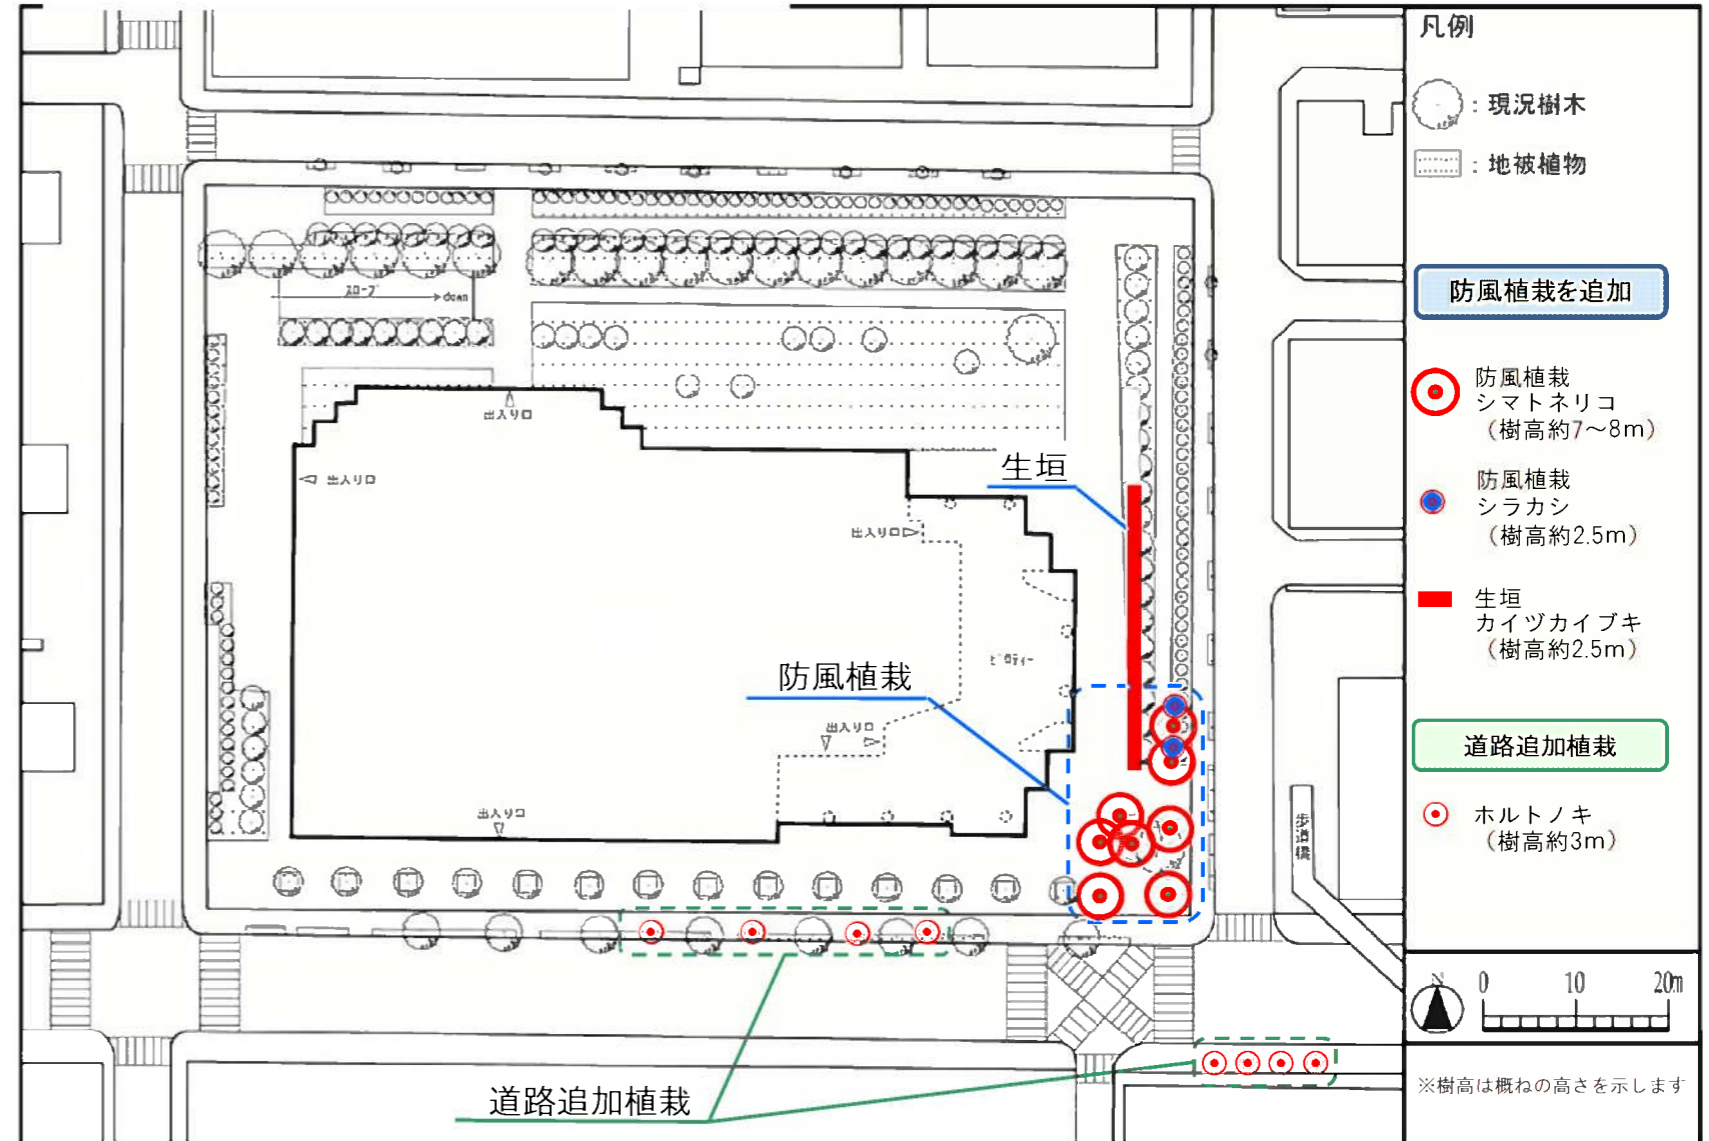 凡例
：現況樹木
：地被植物
防風植栽を追加
防風植栽
シマトネリコ
（樹高約7～8m）
防風植栽
シラカシ
（樹高約2.5m）
生垣
カイヅカイブキ
（樹高約2.5m）
道路追加植栽
ホルトノキ
（樹高約3m）
N
0 10 20m
※樹高は概ねの高さを示します
スロープ
down
出入り口
出入り口
生垣
出入り口
ピロティー
防風植栽
出入り口
出入り口
歩道橋
道路追加植栽